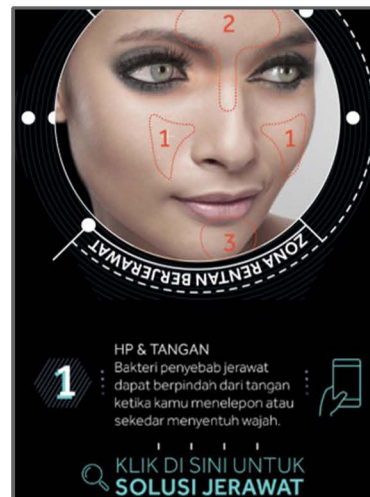 2
1
1
3
ZONA RENTAN BERJERAWAT
1
HP & TANGAN
Bakteri penyebab jerawat
dapat berpindah dari tangan
ketika kamu menelepon atau
sekedar menyentuh wajah.
KLIK DI SINI UNTUK
SOLUSI JERAWAT